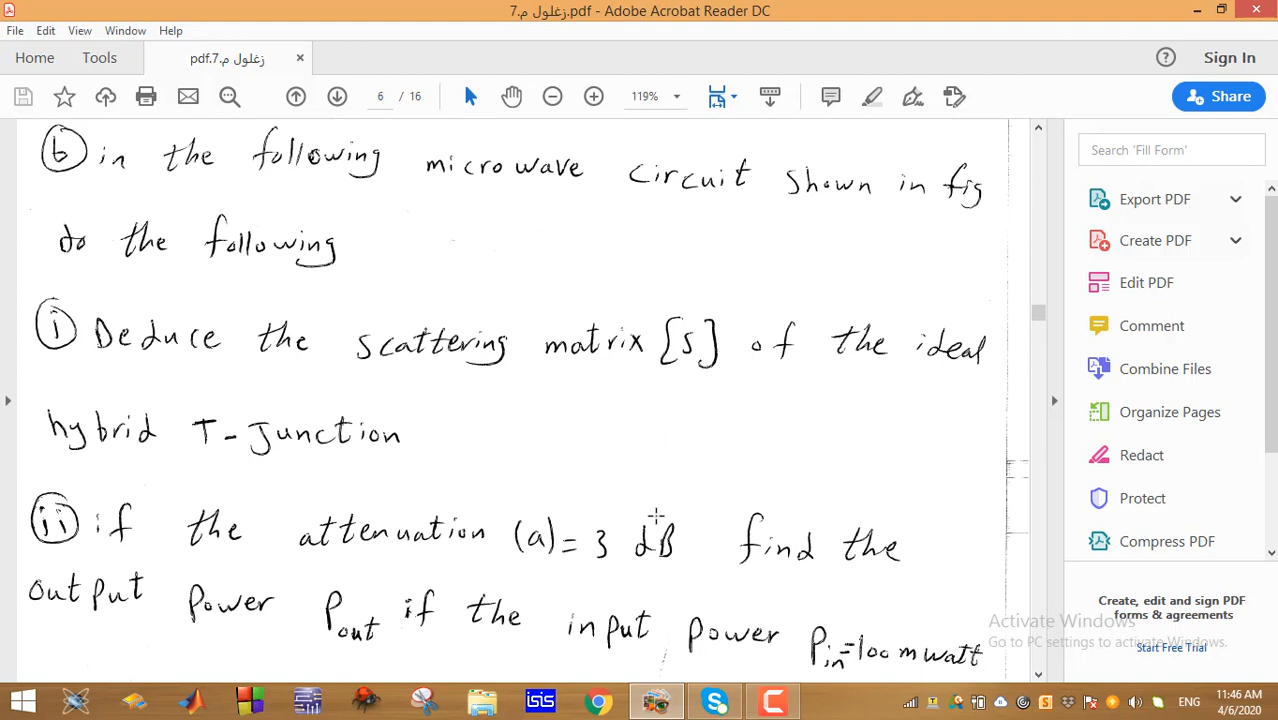 زغلول م.7.pdf - Adobe Acrobat Reader DC
File Edit View Window Help
Home Tools زغلول م.7.pdf × Sign In
6 / 16 119% Share
b in the following microwave circuit shown in fig
do the following
i Deduce the scattering matrix [S] of the ideal
hybrid T-Junction
ii if the attenuation (a) = 3 dB find the
output power Pout if the input power Pin=100 mwatt
Search 'Fill Form'
Export PDF
Create PDF
Edit PDF
Comment
Combine Files
Organize Pages
Redact
Protect
Compress PDF
Create, edit and sign PDF
forms & agreements
Start Free Trial
Activate Windows
Go to PC settings to activate Windows.
isis
11:46 AM
4/6/2020